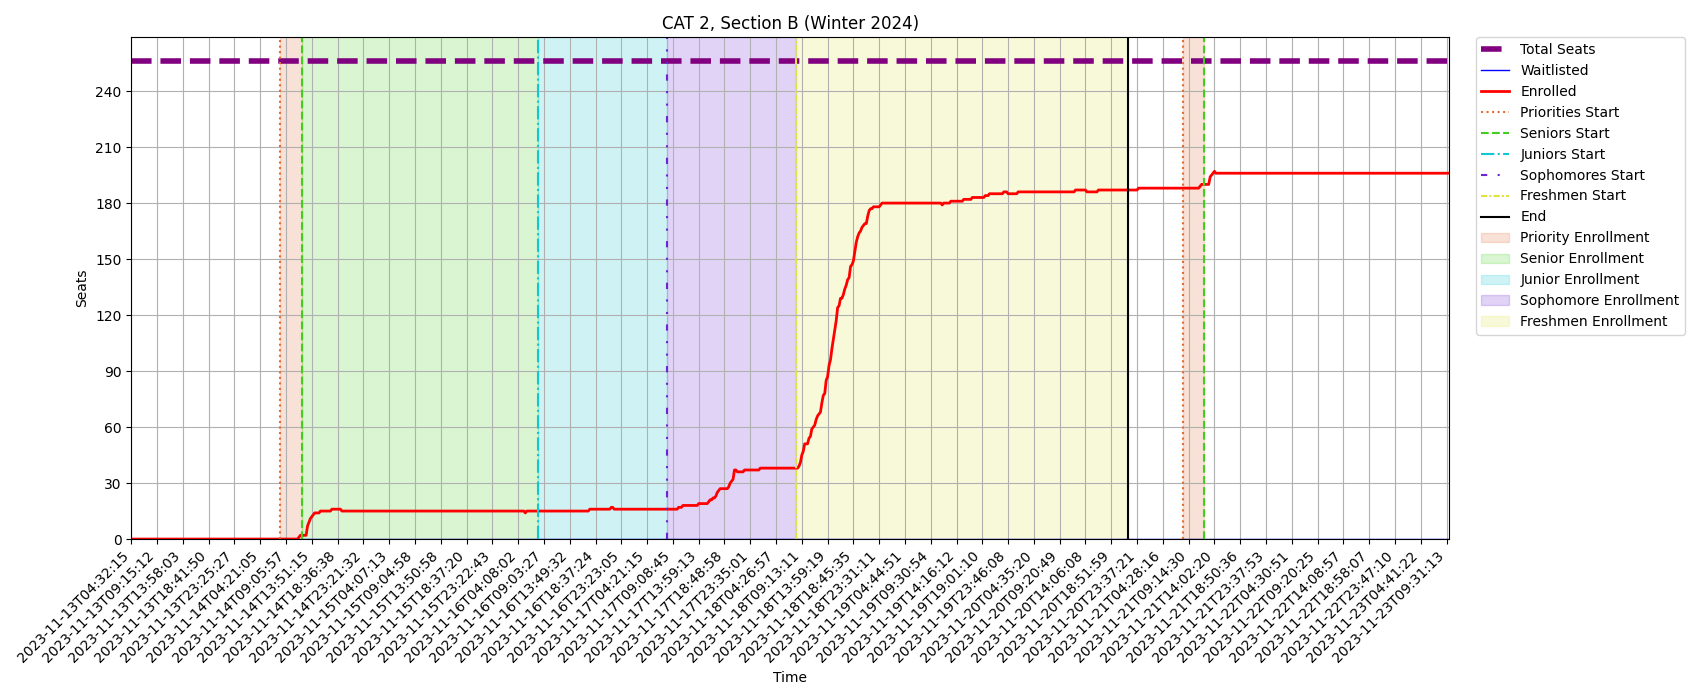 CAT 2, Section B (Winter 2024)
Total Seats
Waitlisted
Enrolled
Priorities Start
Seniors Start
Juniors Start
Sophomores Start
Freshmen Start
End
Priority Enrollment
Senior Enrollment
Junior Enrollment
Sophomore Enrollment
Freshmen Enrollment
Seats
240
210
180
150
120
90
60
30
0
2023-11-13T04:32:15
2023-11-13T09:15:12
2023-11-13T13:58:03
2023-11-13T18:41:50
2023-11-13T23:25:27
2023-11-14T04:21:05
2023-11-14T09:05:57
2023-11-14T13:51:15
2023-11-14T18:36:38
2023-11-14T23:21:32
2023-11-15T04:07:13
2023-11-15T09:04:58
2023-11-15T13:50:58
2023-11-15T18:37:20
2023-11-15T23:22:43
2023-11-16T04:08:02
2023-11-16T09:03:27
2023-11-16T13:49:32
2023-11-16T18:37:24
2023-11-16T23:23:05
2023-11-17T04:21:15
2023-11-17T09:08:45
2023-11-17T13:59:13
2023-11-17T18:48:58
2023-11-17T23:35:01
2023-11-18T04:26:57
2023-11-18T09:13:11
2023-11-18T13:59:19
2023-11-18T18:45:35
2023-11-18T23:31:11
2023-11-19T04:44:51
2023-11-19T09:30:54
2023-11-19T14:16:12
2023-11-19T19:01:10
2023-11-19T23:46:08
2023-11-20T04:35:20
2023-11-20T09:20:49
2023-11-20T14:06:08
2023-11-20T18:51:59
2023-11-20T23:37:21
2023-11-21T04:28:16
2023-11-21T09:14:30
2023-11-21T14:02:20
2023-11-21T18:50:36
2023-11-21T23:37:53
2023-11-22T04:30:51
2023-11-22T09:20:25
2023-11-22T14:08:57
2023-11-22T18:58:07
2023-11-22T23:47:10
2023-11-23T04:41:22
2023-11-23T09:31:13
Time